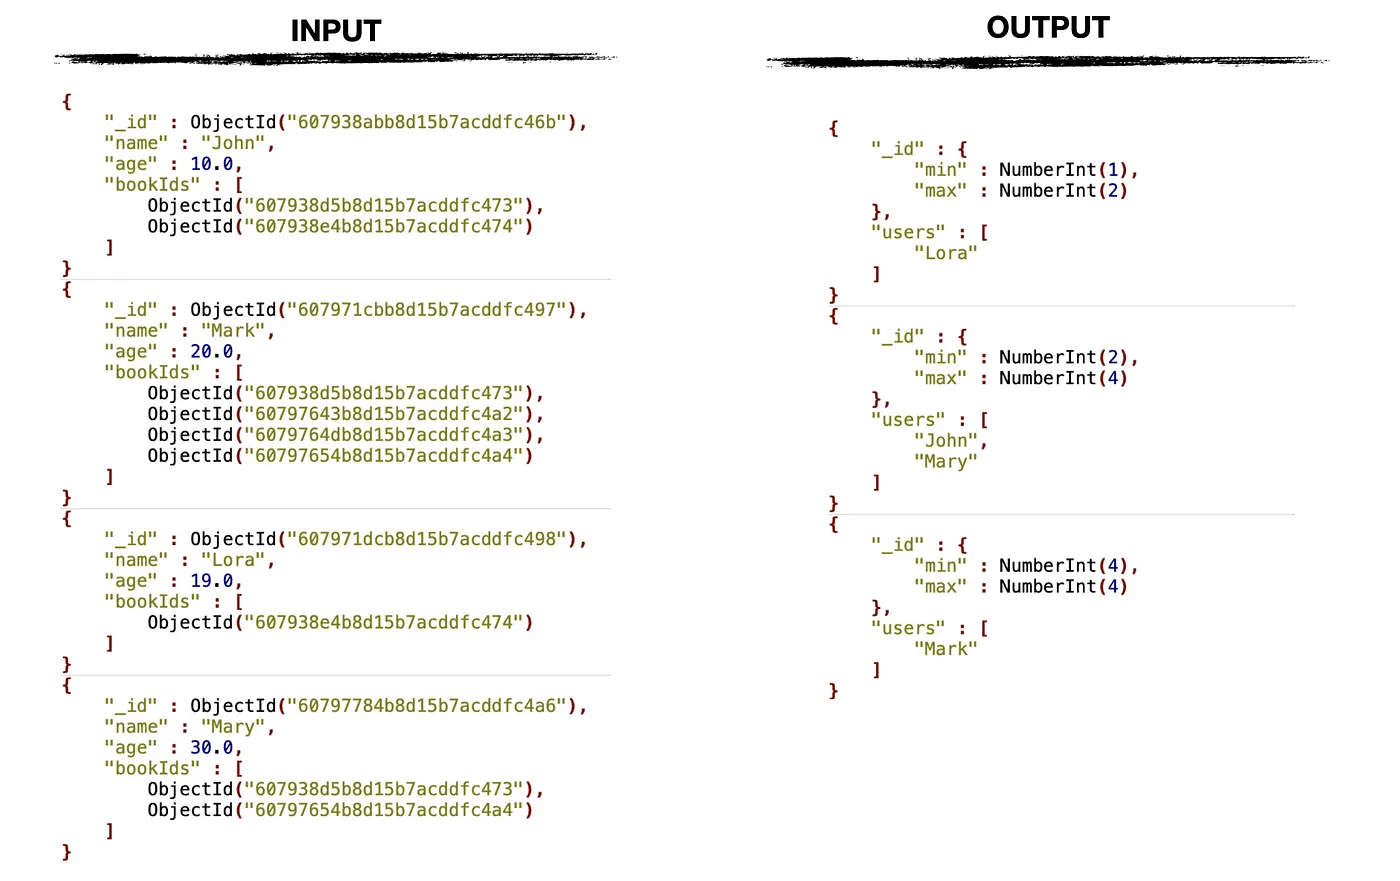 INPUT
{
    "_id" : ObjectId("607938abb8d15b7acddfc46b"),
    "name" : "John",
    "age" : 10.0,
    "bookIds" : [
        ObjectId("607938d5b8d15b7acddfc473"),
        ObjectId("607938e4b8d15b7acddfc474")
    ]
}
{
    "_id" : ObjectId("607971cbb8d15b7acddfc497"),
    "name" : "Mark",
    "age" : 20.0,
    "bookIds" : [
        ObjectId("607938d5b8d15b7acddfc473"),
        ObjectId("60797643b8d15b7acddfc4a2"),
        ObjectId("6079764db8d15b7acddfc4a3"),
        ObjectId("60797654b8d15b7acddfc4a4")
    ]
}
{
    "_id" : ObjectId("607971dcb8d15b7acddfc498"),
    "name" : "Lora",
    "age" : 19.0,
    "bookIds" : [
        ObjectId("607938e4b8d15b7acddfc474")
    ]
}
{
    "_id" : ObjectId("60797784b8d15b7acddfc4a6"),
    "name" : "Mary",
    "age" : 30.0,
    "bookIds" : [
        ObjectId("607938d5b8d15b7acddfc473"),
        ObjectId("60797654b8d15b7acddfc4a4")
    ]
}
OUTPUT
{
    "_id" : {
        "min" : NumberInt(1),
        "max" : NumberInt(2)
    },
    "users" : [
        "Lora"
    ]
}
{
    "_id" : {
        "min" : NumberInt(2),
        "max" : NumberInt(4)
    },
    "users" : [
        "John",
        "Mary"
    ]
}
{
    "_id" : {
        "min" : NumberInt(4),
        "max" : NumberInt(4)
    },
    "users" : [
        "Mark"
    ]
}